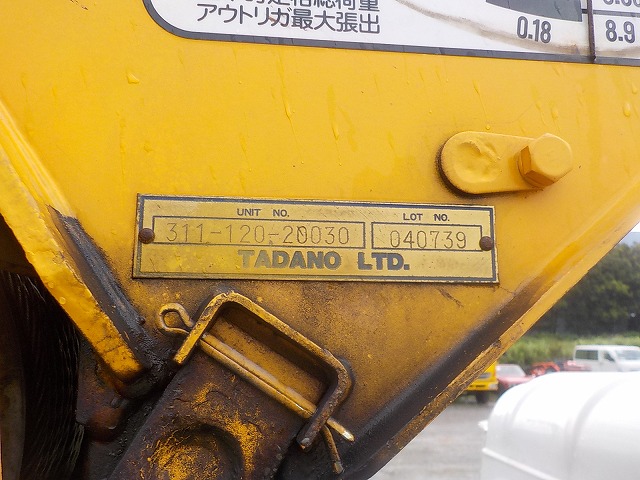 アウトリガ最大張出
0.18
8.9
UNIT NO.
LOT NO.
311-120-20030
040739
TADANO LTD.